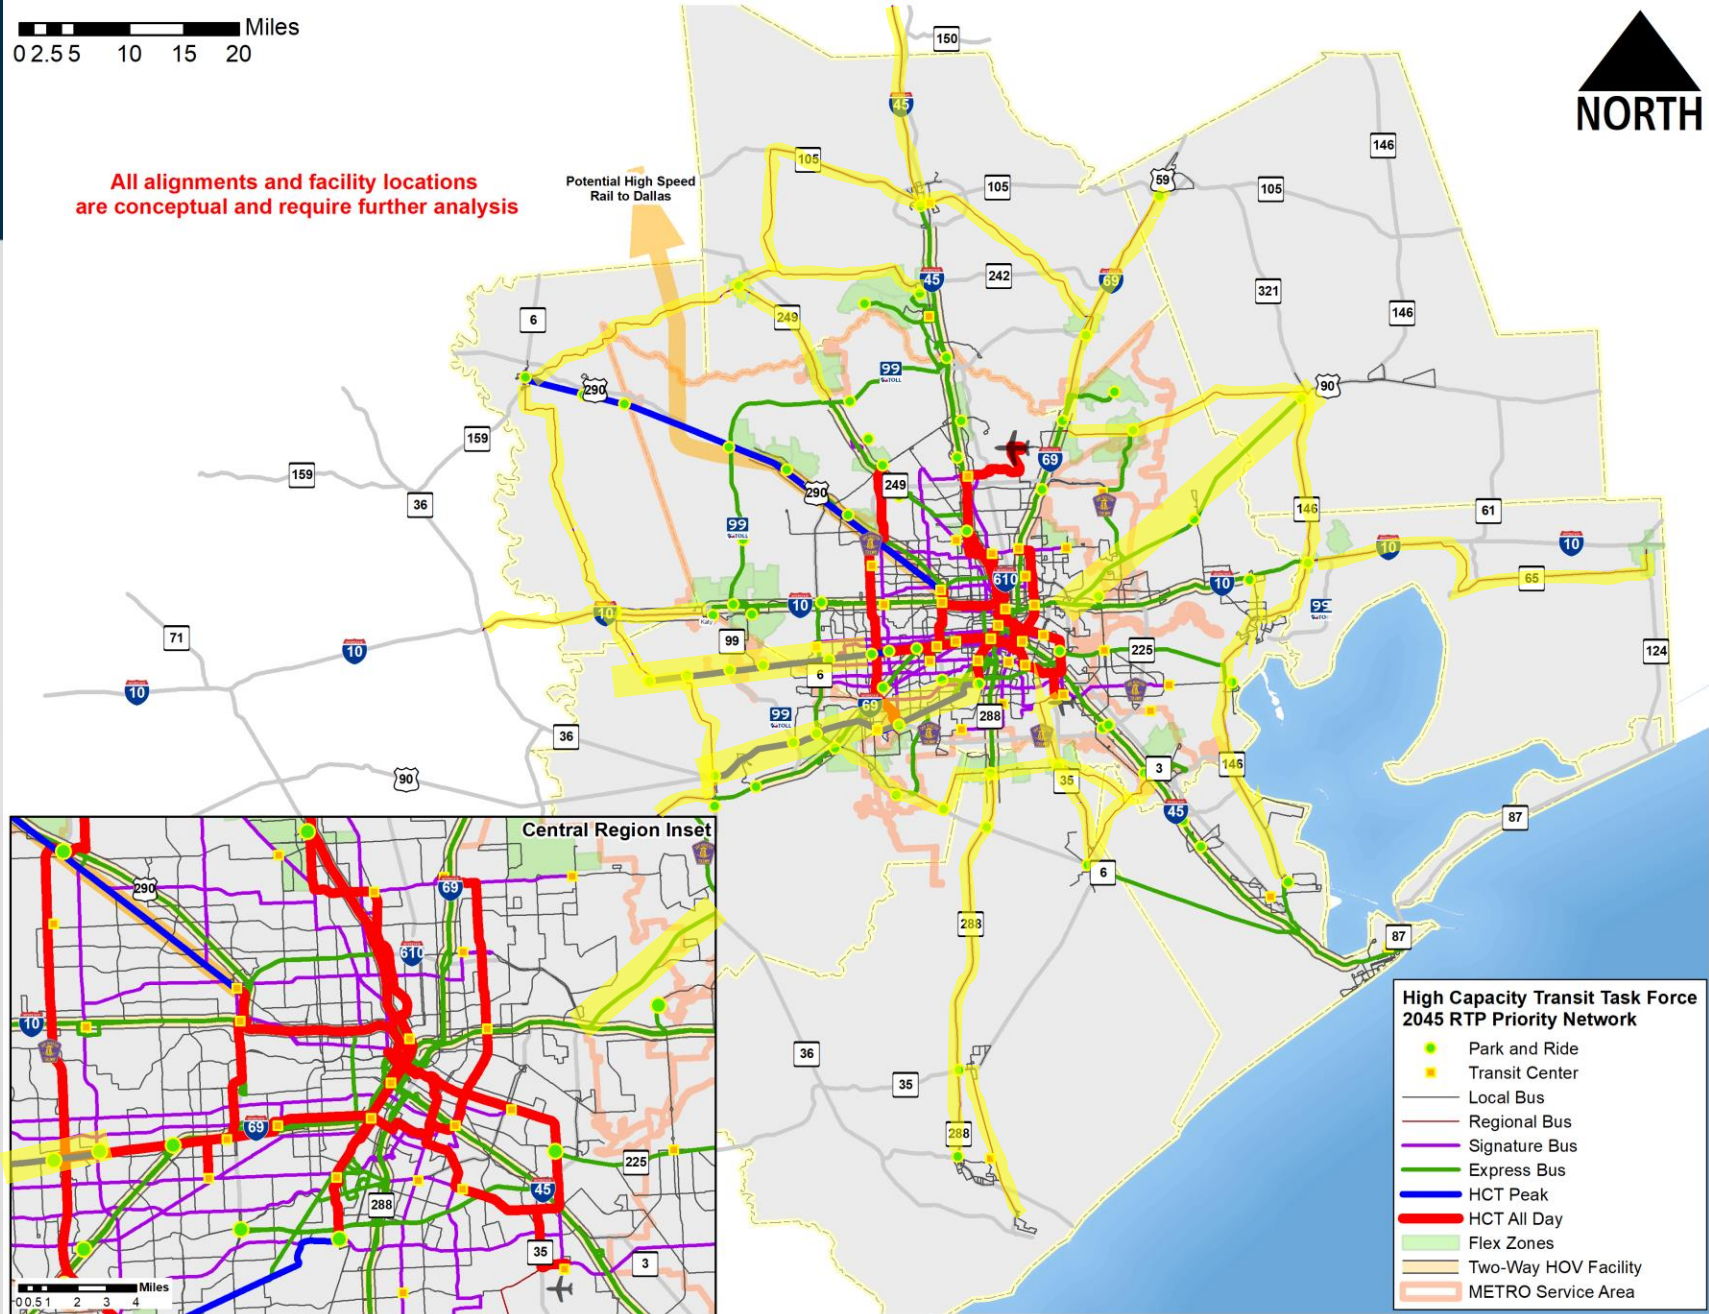 Miles
0 2.5 5 10 15 20
NORTH
All alignments and facility locations
are conceptual and require further analysis
Potential High Speed
Rail to Dallas
150
45
105
105
59
105
146
6
249
45
242
69
321
146
290
99
TOLL
90
159
159
36
290
249
69
99
TOLL
146
61
10
10
610
10
65
10
10
99
71
10
Katy
99
225
124
10
6
36
99
TOLL
69
288
90
35
3
146
45
87
6
288
87
36
35
288
Central Region Inset
290
69
610
10
69
225
288
45
35
3
Miles
0 0.5 1 2 3 4
High Capacity Transit Task Force
2045 RTP Priority Network
Park and Ride
Transit Center
Local Bus
Regional Bus
Signature Bus
Express Bus
HCT Peak
HCT All Day
Flex Zones
Two-Way HOV Facility
METRO Service Area